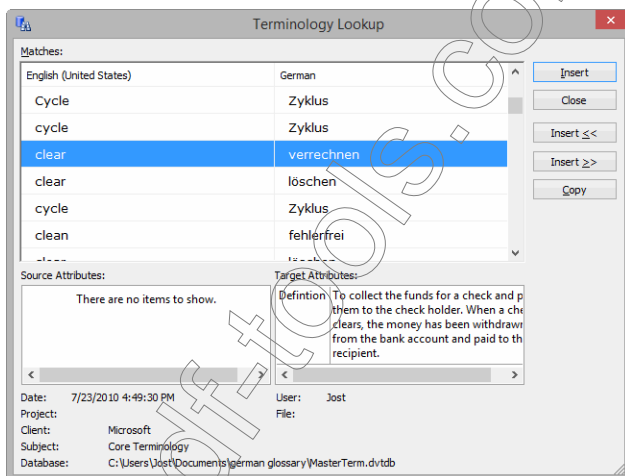 Terminology Lookup
Matches:
English (United States) German
Cycle Zyklus
cycle Zyklus
clear verrechnen
clear löschen
cycle Zyklus
clean fehlerfrei
Insert
Close
Insert <<
Insert >>
Copy
Source Attributes:
There are no items to show.
Target Attributes:
Defintion To collect the funds for a check and p
them to the check holder. When a che
clears, the money has been withdrawn
from the bank account and paid to th
recipient.
Date: 7/23/2010 4:49:30 PM
User: Jost
Project:
File:
Client: Microsoft
Subject: Core Terminology
Database: C:\Users\Jost\Documents\german glossary\MasterTerm.dvtdb
df-tools.co